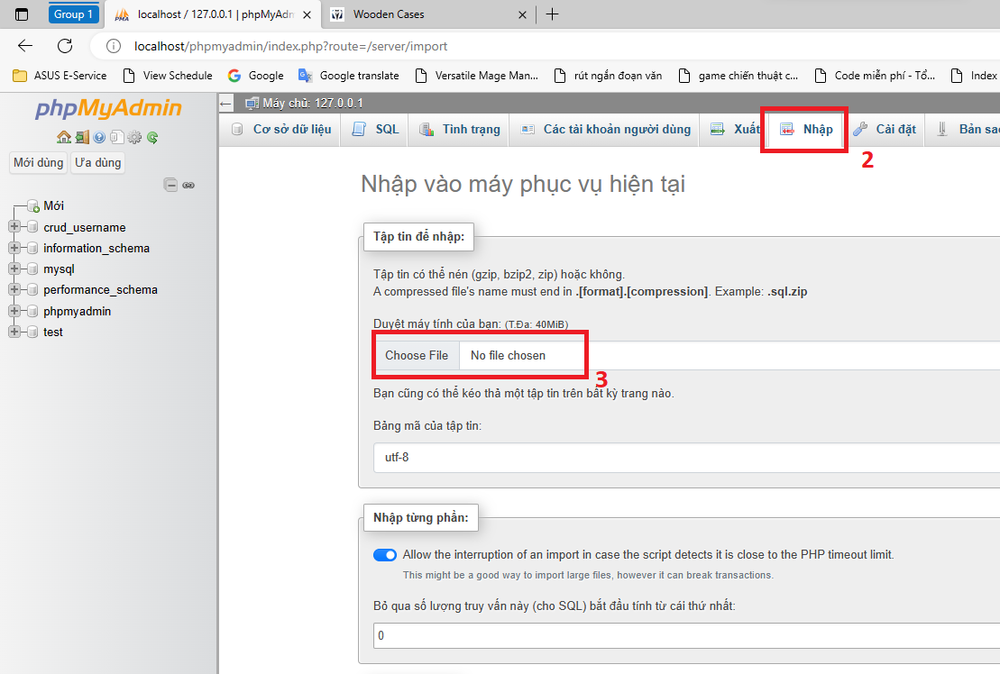 Group 1
localhost / 127.0.0.1 | phpMyAdm
Wooden Cases
localhost/phpmyadmin/index.php?route=/server/import
ASUS E-Service
View Schedule
Google
Google translate
Versatile Mage Man...
rút ngắn đoạn văn
game chiến thuật c...
Code miễn phí - Tổ...
Index
phpMyAdmin
Mới dùng
Ưa dùng
Mới
crud_username
information_schema
mysql
performance_schema
phpmyadmin
test
Máy chủ: 127.0.0.1
Cơ sở dữ liệu
SQL
Tình trạng
Các tài khoản người dùng
Xuất
Nhập
Cài đặt
Bản sao
2
Nhập vào máy phục vụ hiện tại
Tập tin để nhập:
Tập tin có thể nén (gzip, bzip2, zip) hoặc không.
A compressed file's name must end in .[format].[compression]. Example: .sql.zip
Duyệt máy tính của bạn: (T.Đa: 40MiB)
Choose File
No file chosen
3
Bạn cũng có thể kéo thả một tập tin trên bất kỳ trang nào.
Bảng mã của tập tin:
utf-8
Nhập từng phần:
Allow the interruption of an import in case the script detects it is close to the PHP timeout limit.
This might be a good way to import large files, however it can break transactions.
Bỏ qua số lượng truy vấn này (cho SQL) bắt đầu tính từ cái thứ nhất:
0